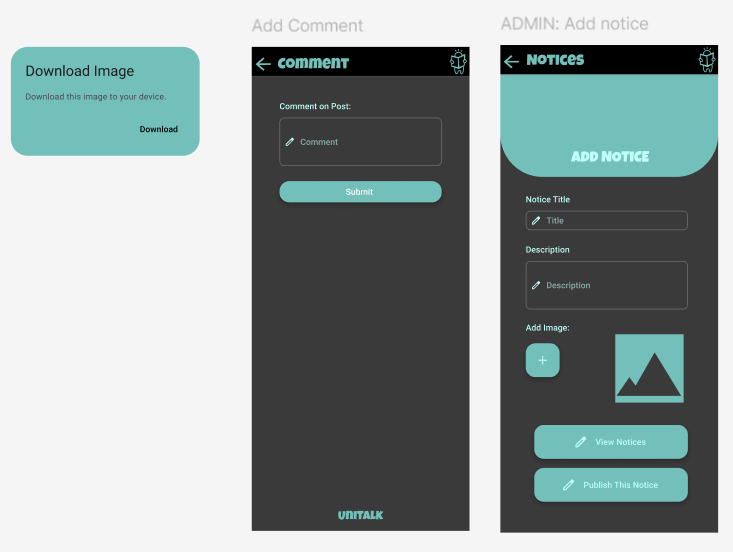 Download Image
Download this image to your device.
Download
Add Comment
Comment
Comment on Post:
Comment
Submit
UNITALK
ADMIN: Add notice
Notices
ADD NOTICE
Notice Title
Title
Description
Description
Add Image:
+
View Notices
Publish This Notice